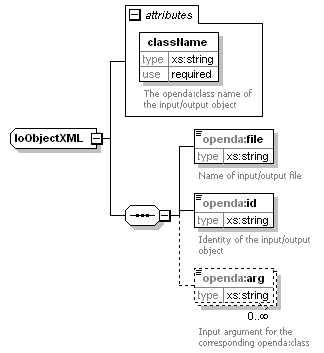 attributes
className
type xs:string
use required
The openda:class name of
the input/output object
IoObjectXML
openda:file
type xs:string
Name of input/output file
openda:id
type xs:string
Identity of the input/output
object
openda:arg
type xs:string
0..∞
Input argument for the
corresponding openda:class